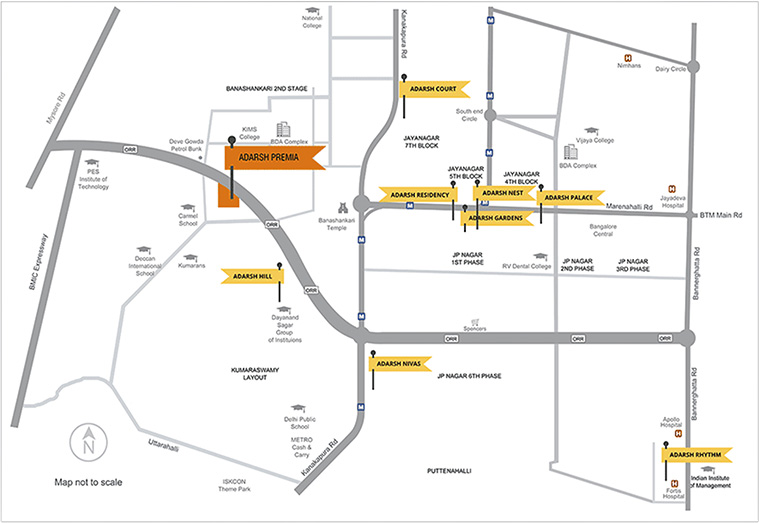 National
College
Kanakapura Rd
M
H
Nimhans
Dairy Circle
Mysore Rd
BANASHANKARI 2ND STAGE
ADARSH COURT
M
South end
Circle
KIMS
College
BDA Complex
JAYANAGAR
7TH BLOCK
Vijaya College
Deve Gowda
Petrol Bunk
ORR
ADARSH PREMIA
M
BDA Complex
PES
Institute of
Technology
JAYANAGAR
5TH BLOCK
JAYANAGAR
4TH BLOCK
ADARSH RESIDENCY
ADARSH NEST
ADARSH PALACE
H
Jayadeva
Hospital
M
M
Marenahalli Rd
BTM Main Rd
Carmel
School
ORR
Banashankari
Temple
ADARSH GARDENS
Bangalore
Central
M
BMIC Expressway
Deccan
International
School
Kumarans
ADARSH HILL
JP NAGAR
1ST PHASE
RV Dental College
JP NAGAR
2ND PHASE
JP NAGAR
3RD PHASE
Bannerghatta Rd
ORR
Dayanand
Sagar
Group
of Instituions
M
Spencers
ORR
ORR
ORR
ADARSH NIVAS
KUMARASWAMY
LAYOUT
JP NAGAR 6TH PHASE
Bannerghatta Rd
M
Delhi Public
School
METRO
Cash &
Carry
Kanakapura Rd
Apollo
Hospital
H
N
Uttarahalli
ADARSH RHYTHM
Map not to scale
ISKCON
Theme Park
PUTTENAHALLI
H
Fortis
Hospital
Indian Institute
of Management